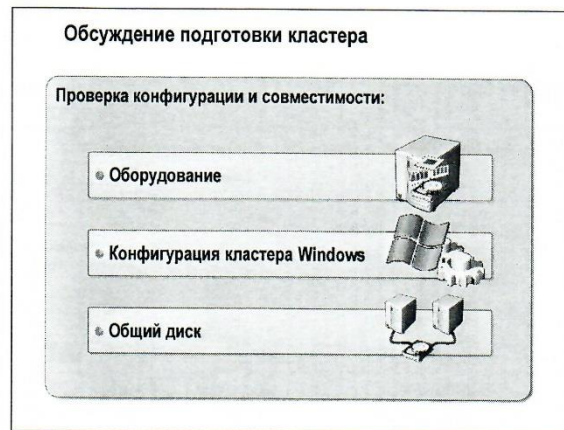 Обсуждение подготовки кластера
Проверка конфигурации и совместимости:
Оборудование
Конфигурация кластера Windows
Общий диск